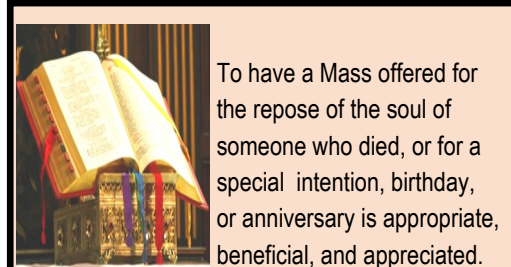 To have a Mass offered for
the repose of the soul of
someone who died, or for a
special intention, birthday,
or anniversary is appropriate,
beneficial, and appreciated.